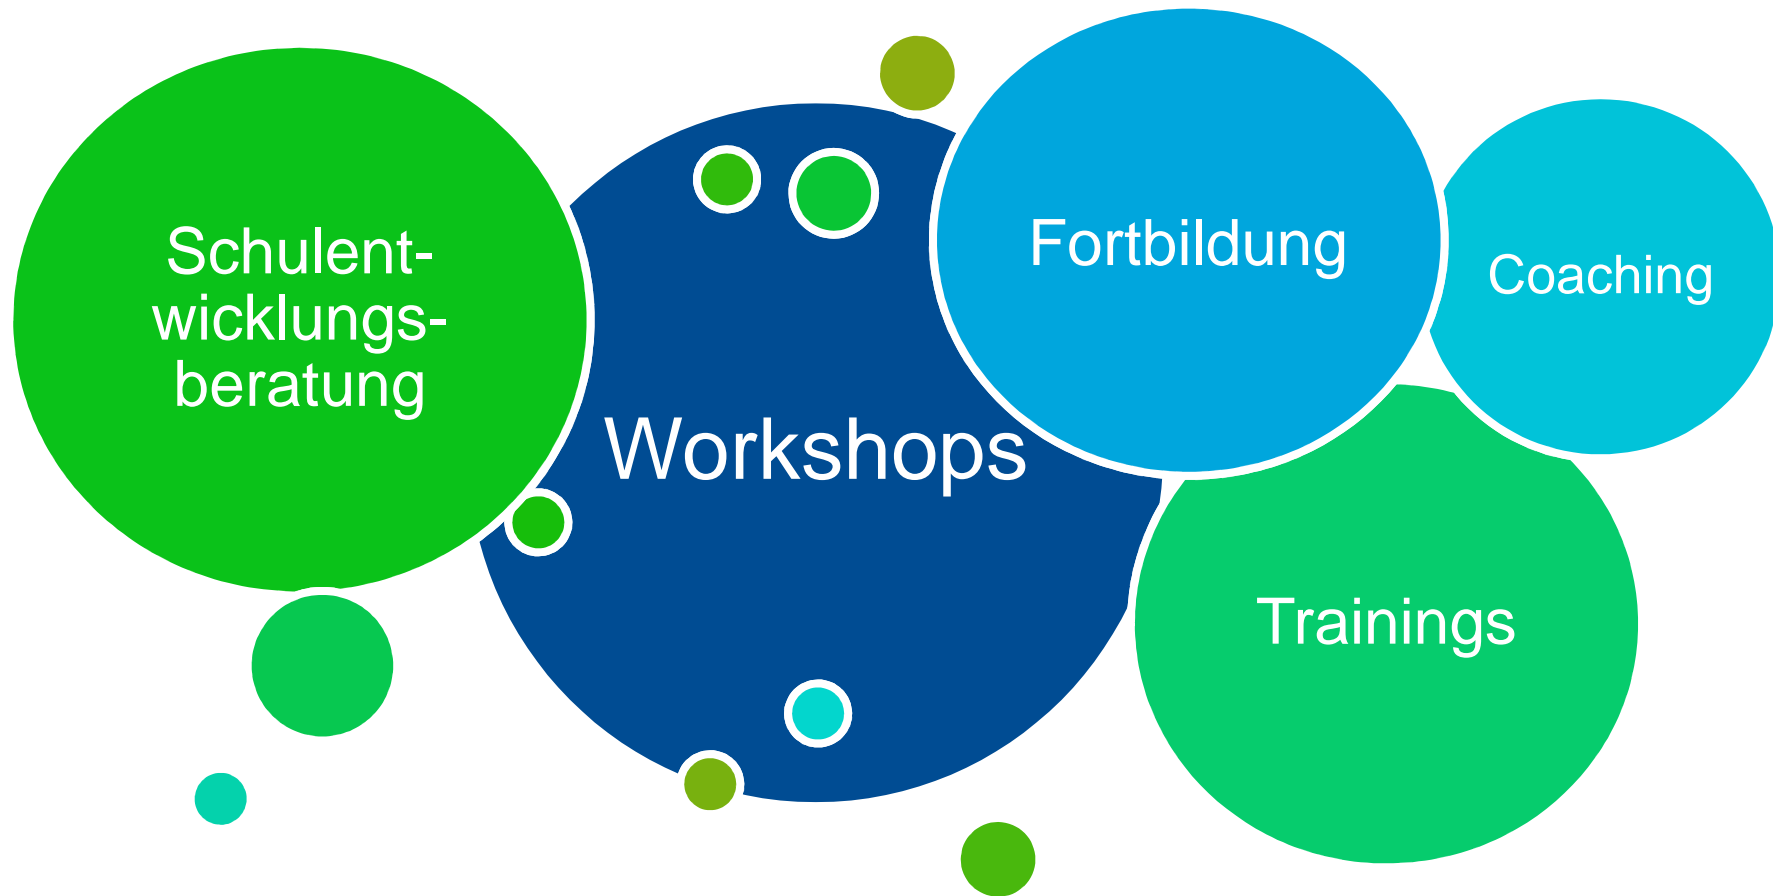 Schulent-
wicklungs-
beratung
Workshops
Fortbildung
Coaching
Trainings